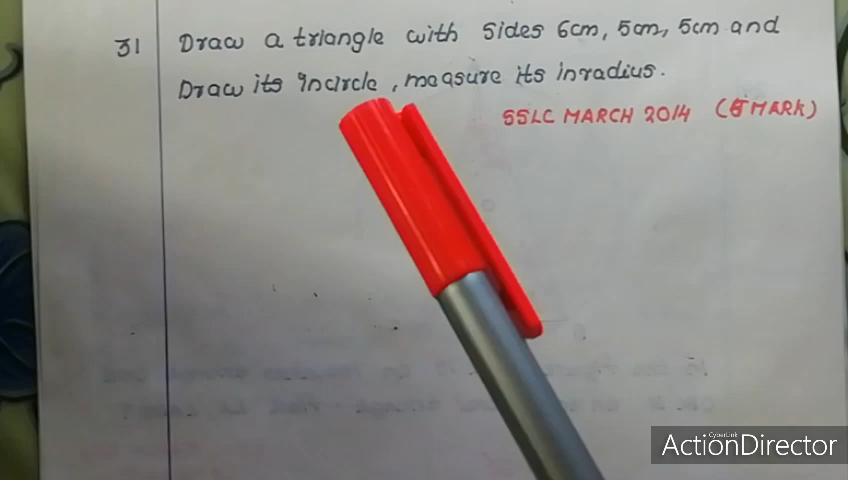 31 Draw a triangle with sides 6cm, 5cm, 5cm and
Draw its incircle, measure its inradius.
SSLC MARCH 2014 (5 MARK)
CyberLink
ActionDirector